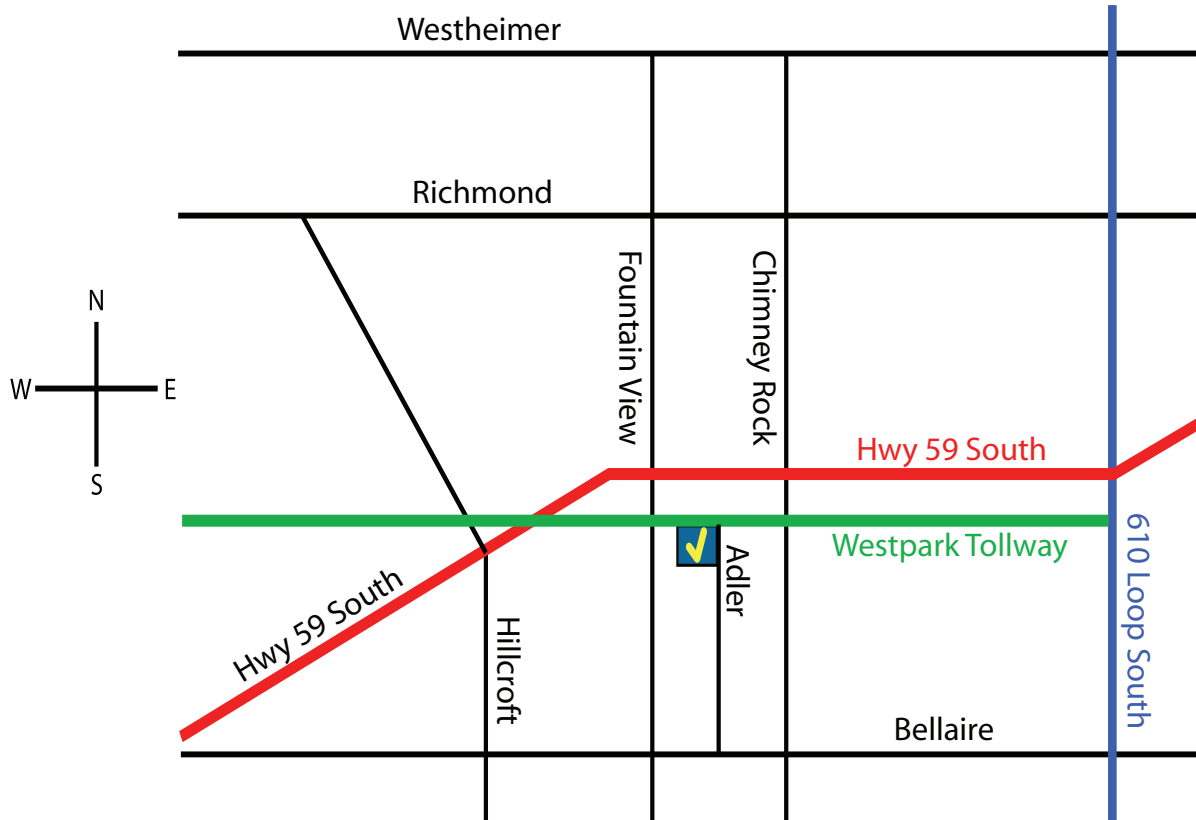 Westheimer
Richmond
Fountain View
Chimney Rock
N
W
E
S
Hwy 59 South
Westpark Tollway
610 Loop South
Adler
Hwy 59 South
Hillcroft
Bellaire